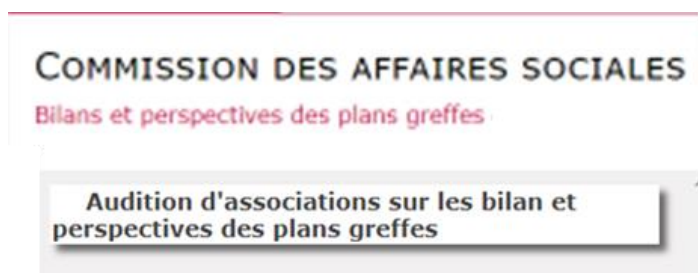 COMMISSION DES AFFAIRES SOCIALES
Bilans et perspectives des plans greffes
Audition d'associations sur les bilan et
perspectives des plans greffes